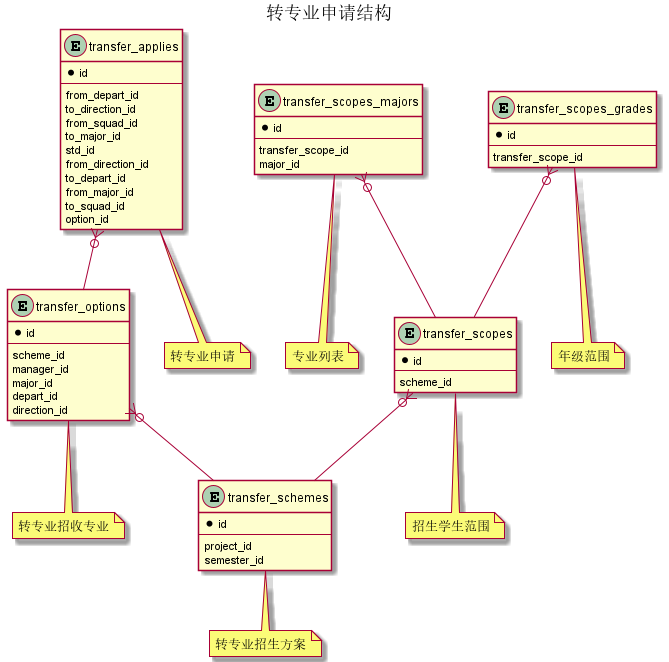 转专业申请结构
E transfer_applies
id
from_depart_id
to_direction_id
from_squad_id
to_major_id
std_id
from_direction_id
to_depart_id
from_major_id
to_squad_id
option_id
E transfer_scopes_majors
id
transfer_scope_id
major_id
E transfer_scopes_grades
id
transfer_scope_id
E transfer_options
id
scheme_id
manager_id
major_id
depart_id
direction_id
转专业申请
专业列表
E transfer_scopes
id
scheme_id
年级范围
转专业招收专业
E transfer_schemes
id
project_id
semester_id
招生学生范围
转专业招生方案